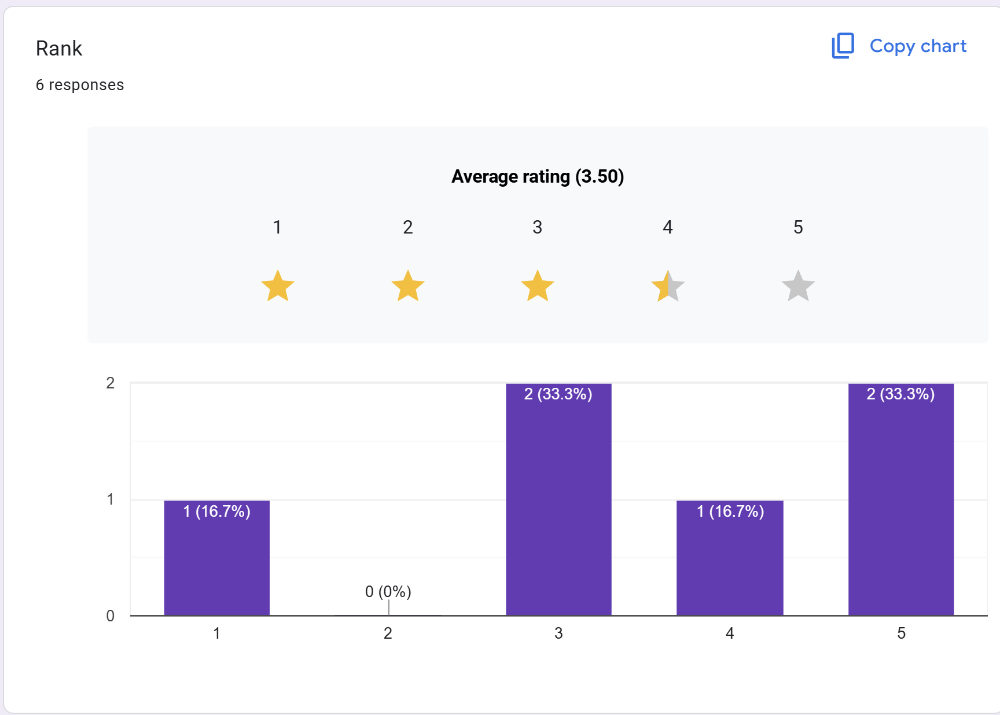 Rank
Copy chart
6 responses
Average rating (3.50)
1 2 3 4 5
2
2 (33.3%) 2 (33.3%)
1
1 (16.7%) 1 (16.7%)
0 (0%)
0
1 2 3 4 5